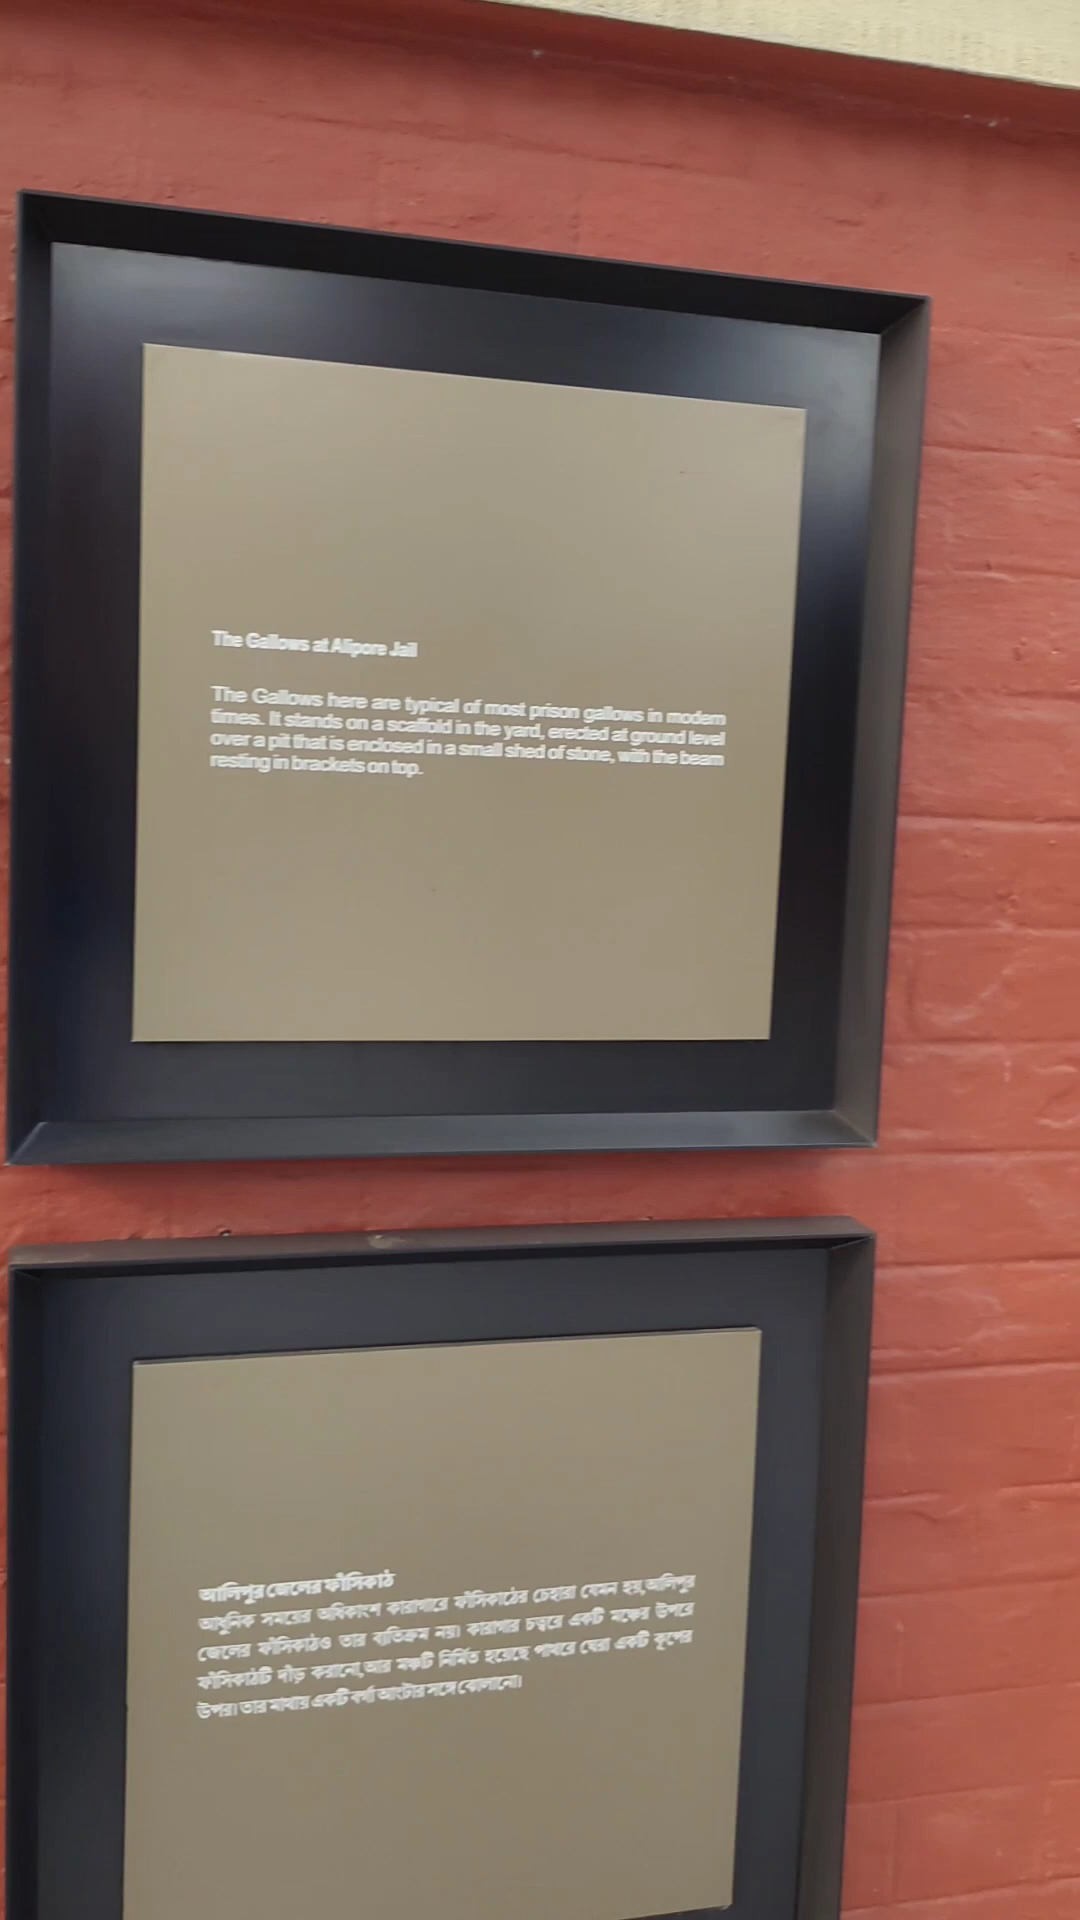 The Gallows at Alipore Jail
The Gallows here are typical of most prison gallows in modern
times. It stands on a scaffold in the yard, erected at ground level
over a pit that is enclosed in a small shed of stone, with the beam
resting in brackets on top.
আলিপুর জেলের ফাঁসিকাঠ
আধুনিক সময়ের অধিকাংশ কারাগারে ফাঁসিকাঠের চেহারা যেমন হয়, আলিপুর
জেলের ফাঁসিকাঠও তার ব্যতিক্রম নয়। কারাগার চত্বরে একটি মঞ্চের উপরে
ফাঁসিকাঠটি দাঁড় করানো, আর মঞ্চটি নির্মিত হয়েছে পাথরে ঘেরা একটি কূপের
উপর। তার মাথায় একটি বর্গা আংটার সঙ্গে ঝোলানো।